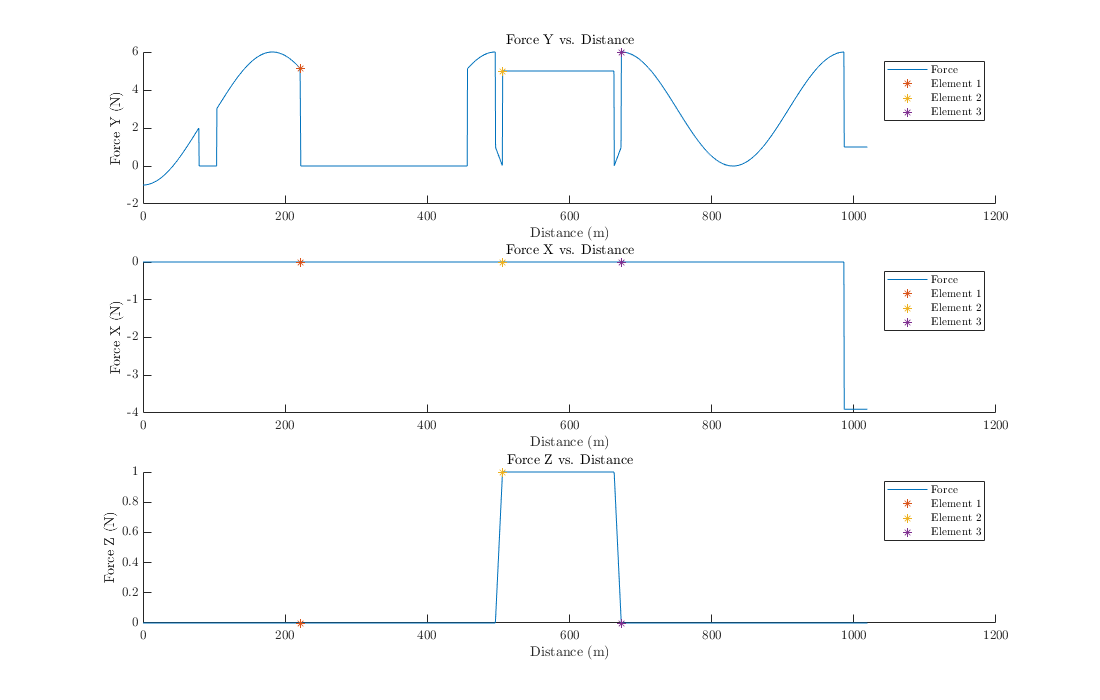 Force Y vs. Distance
6
4
2
0
-2
Force Y (N)
0
200
400
600
800
1000
1200
Distance (m)
Force
Element 1
Element 2
Element 3
Force X vs. Distance
0
-1
-2
-3
-4
Force X (N)
0
200
400
600
800
1000
1200
Distance (m)
Force
Element 1
Element 2
Element 3
Force Z vs. Distance
1
0.8
0.6
0.4
0.2
0
Force Z (N)
0
200
400
600
800
1000
1200
Distance (m)
Force
Element 1
Element 2
Element 3